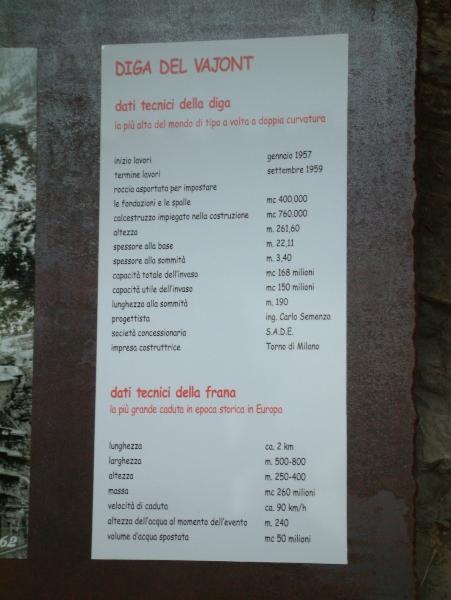 DIGA DEL VAJONT
dati tecnici della diga
la più alta del mondo di tipo a volta a doppia curvatura
inizio lavori gennaio 1957
termine lavori settembre 1959
roccia asportata per impostare
le fondazioni e le spalle mc 400.000
calcestruzzo impiegato nella costruzione mc 760.000
altezza m. 261,60
spessore alla base m. 22,11
spessore alla sommità m. 3,40
capacità totale dell'invaso mc 168 milioni
capacità utile dell'invaso mc 150 milioni
lunghezza alla sommità m. 190
progettista ing. Carlo Semenza
società concessionaria S.A.D.E.
impresa costruttrice Torno di Milano
dati tecnici della frana
la più grande caduta in epoca storica in Europa
lunghezza ca. 2 km
larghezza m. 500-800
altezza m. 250-400
massa mc 260 milioni
velocità di caduta ca. 90 km/h
altezza dell'acqua al momento dell'evento m. 240
volume d'acqua spostata mc 50 milioni
62